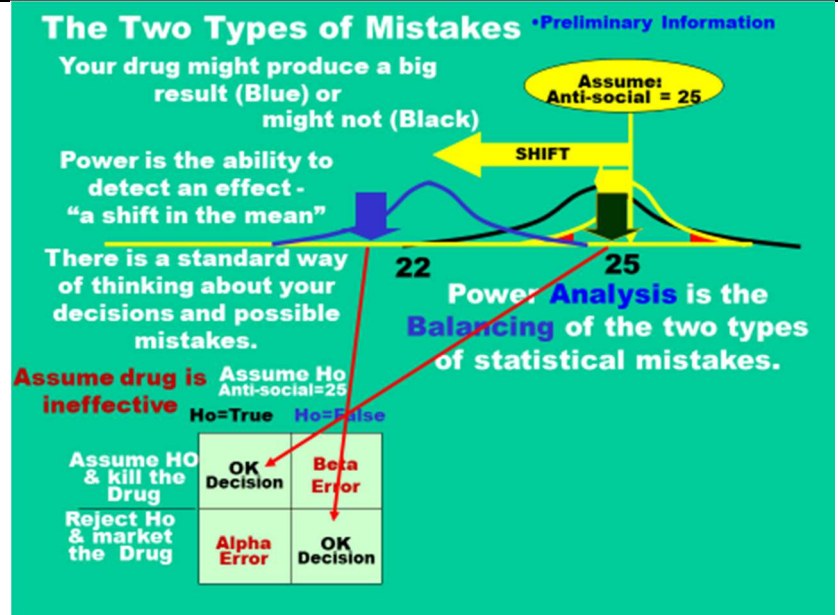 The Two Types of Mistakes
•Preliminary Information
Your drug might produce a big
result (Blue) or
might not (Black)
Assume:
Anti-social = 25
SHIFT
Power is the ability to
detect an effect -
“a shift in the mean”
22
25
There is a standard way
of thinking about your
decisions and possible
mistakes.
Power Analysis is the
Balancing of the two types
of statistical mistakes.
Assume drug is
ineffective
Assume Ho
Anti-social=25
Ho=True Ho=False
Assume HO
& kill the
Drug
OK
Decision
Beta
Error
Reject Ho
& market
the Drug
Alpha
Error
OK
Decision